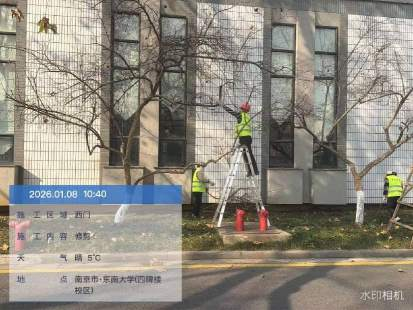 2026.01.08 10:40
施工区域 西门
施工内容 修剪
天气 晴 5℃
地点 南京市·东南大学(四牌楼
校区)
水印相机